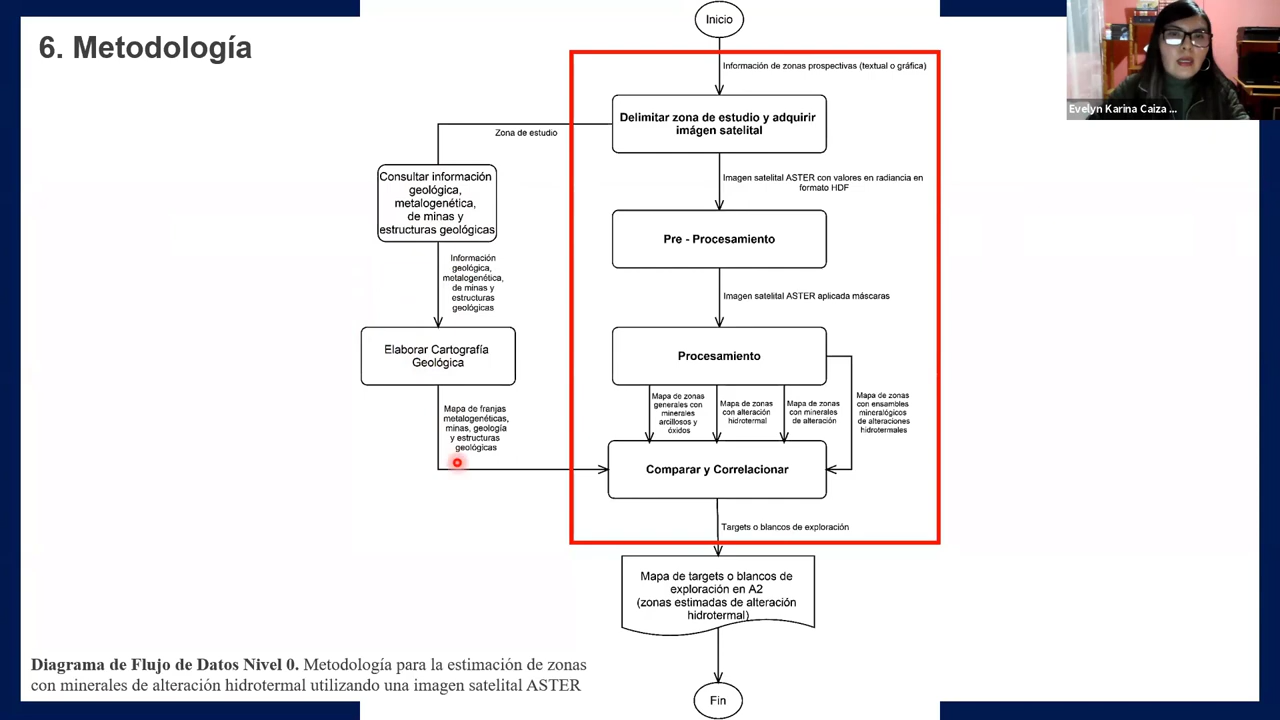 6. Metodología
Inicio
Información de zonas prospectivas (textual o gráfica)
Delimitar zona de estudio y adquirir
imágen satelital
Zona de estudio
Consultar información
geológica,
metalogenética,
de minas y
estructuras geológicas
Imagen satelital ASTER con valores en radiancia en
formato HDF
Pre - Procesamiento
Información
geológica,
metalogenética,
de minas y
estructuras
geológicas
Imagen satelital ASTER aplicada máscaras
Elaborar Cartografía
Geológica
Procesamiento
Mapa de franjas
metalogenéticas,
minas, geología
y estructuras
geológicas
Mapa de zonas
generales con
minerales
arcillosos y
óxidos
Mapa de zonas
con alteración
hidrotermal
Mapa de zonas
con minerales
de alteración
Mapa de zonas
con ensambles
mineralógicos
de alteraciones
hidrotermales
Comparar y Correlacionar
Targets o blancos de exploración
Mapa de targets o blancos de
exploración en A2
(zonas estimadas de alteración
hidrotermal)
Fin
Diagrama de Flujo de Datos Nivel 0. Metodología para la estimación de zonas
con minerales de alteración hidrotermal utilizando una imagen satelital ASTER
Evelyn Karina Caiza ...